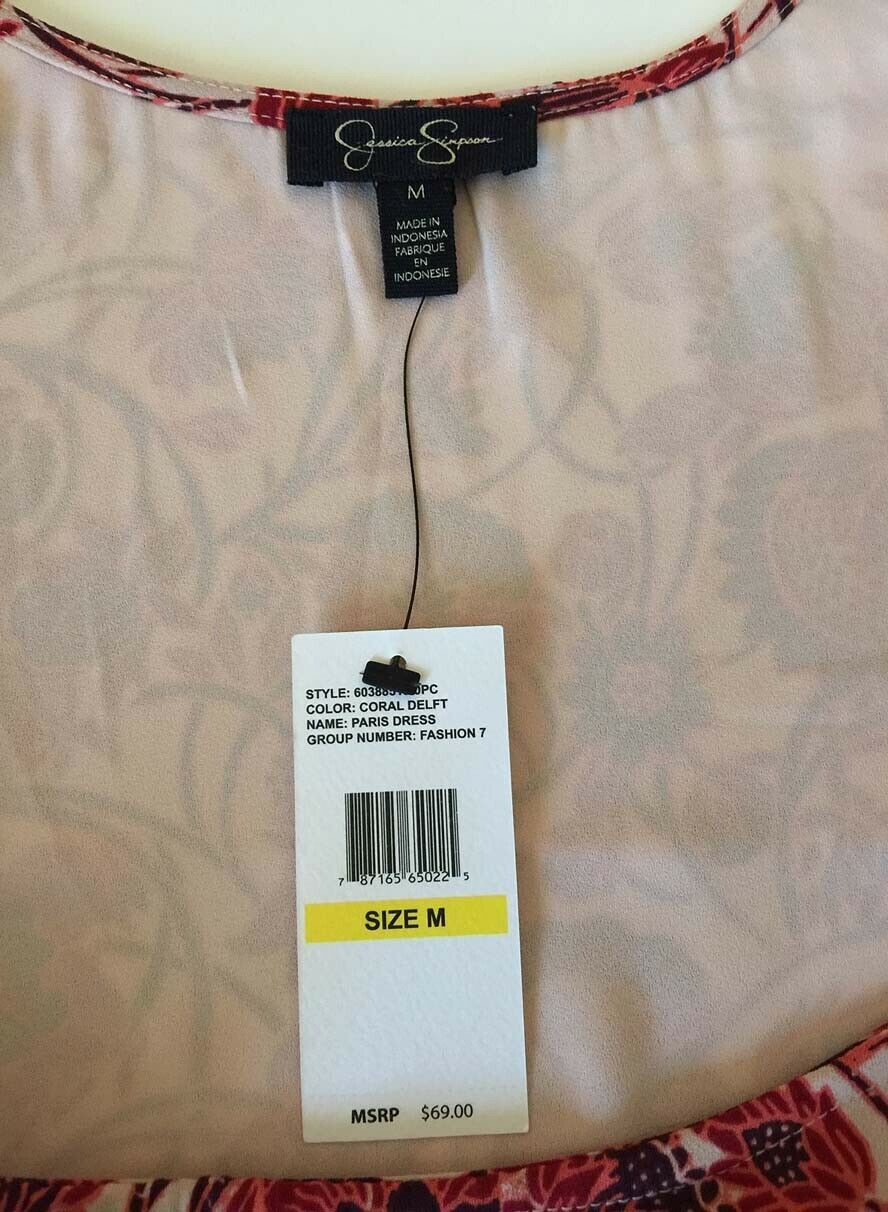 Jessica Simpson
M
MADE IN
INDONESIA
FABRIQUE
EN
INDONESIE
STYLE:
COLOR: CORAL DELFT
NAME: PARIS DRESS
GROUP NUMBER: FASHION 7
7 87165 65022 5
SIZE M
MSRP $69.00